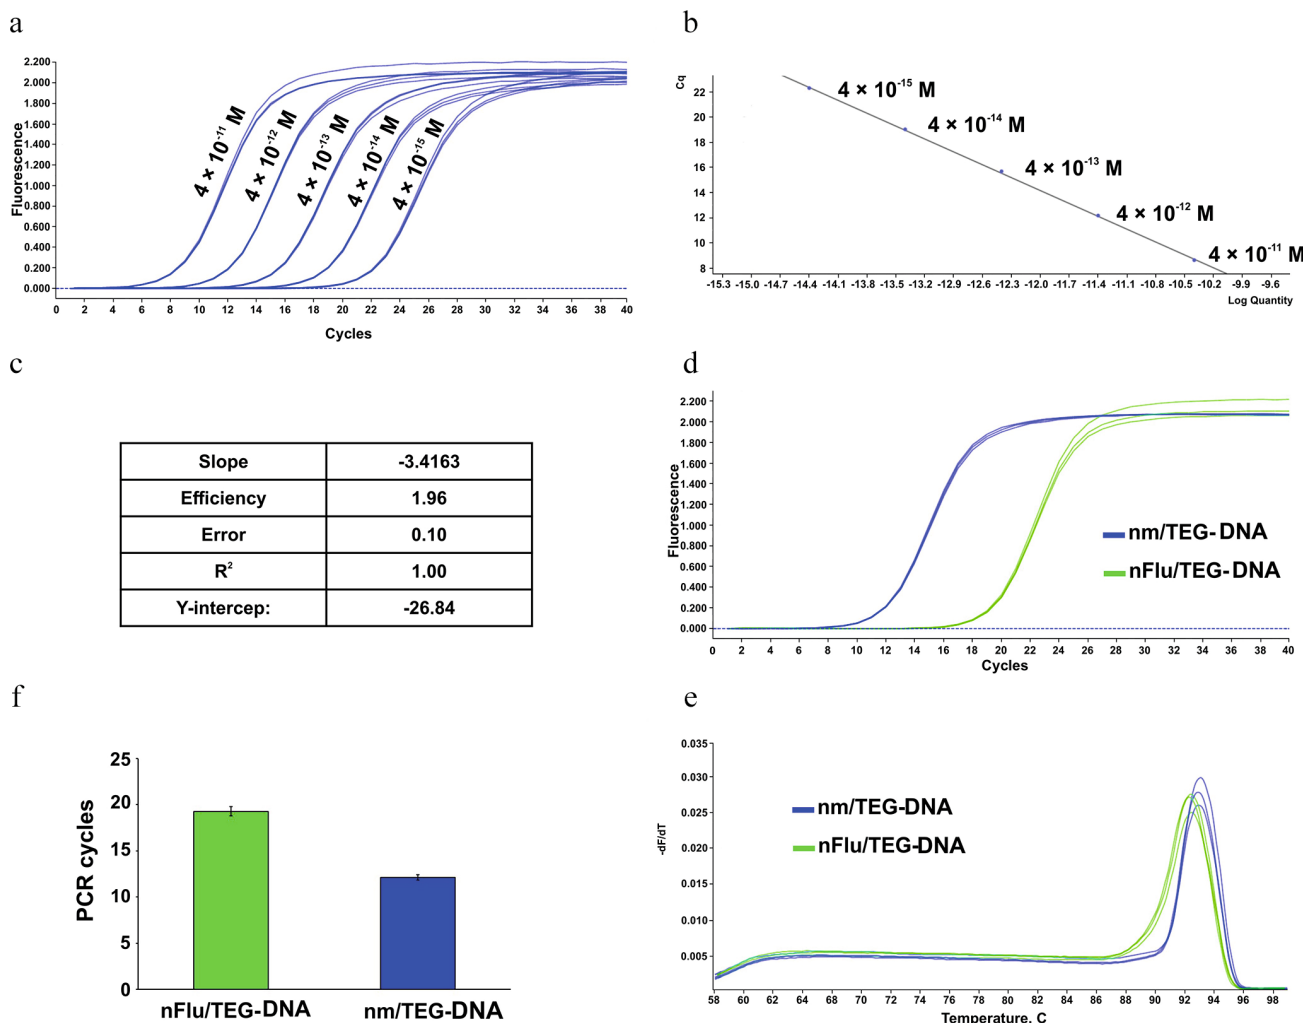 a
2.200
2.000
1.800
1.600
1.400
1.200
1.000
0.800
0.600
0.400
0.200
0.000
Fluorescence
4 × 10⁻¹¹ M
4 × 10⁻¹² M
4 × 10⁻¹³ M
4 × 10⁻¹⁴ M
4 × 10⁻¹⁵ M
0 2 4 6 8 10 12 14 16 18 20 22 24 26 28 30 32 34 36 38 40
Cycles
b
Cq
22
20
18
16
14
12
10
8
4 × 10⁻¹⁵ M
4 × 10⁻¹⁴ M
4 × 10⁻¹³ M
4 × 10⁻¹² M
4 × 10⁻¹¹ M
-15.3 -15.0 -14.7 -14.4 -14.1 -13.8 -13.5 -13.2 -12.9 -12.6 -12.3 -12.0 -11.7 -11.4 -11.1 -10.8 -10.5 -10.2 -9.9 -9.6
Log Quantity
c
Slope -3.4163
Efficiency 1.96
Error 0.10
R² 1.00
Y-intercep: -26.84
d
2.200
2.000
1.800
1.600
1.400
1.200
1.000
0.800
0.600
0.400
0.200
0.000
Fluorescence
nm/TEG-DNA
nFlu/TEG-DNA
0 2 4 6 8 10 12 14 16 18 20 22 24 26 28 30 32 34 36 38 40
Cycles
f
25
20
15
10
5
0
PCR cycles
nFlu/TEG-DNA nm/TEG-DNA
e
0.035
0.030
0.025
0.020
0.015
0.010
0.005
-dF/dT
nm/TEG-DNA
nFlu/TEG-DNA
58 60 62 64 66 68 70 72 74 76 78 80 82 84 86 88 90 92 94 96 98
Temperature, C